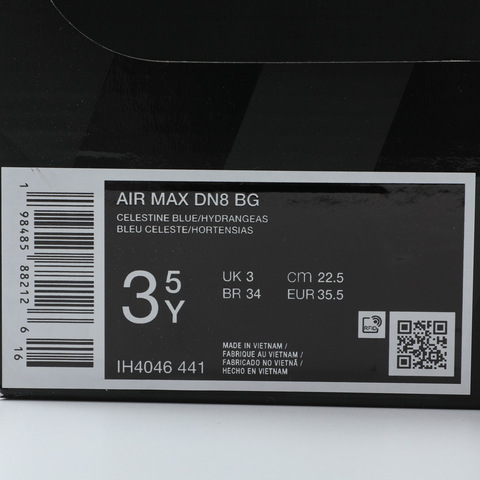 AIR MAX DN8 BG
CELESTINE BLUE/HYDRANGEAS
BLEU CELESTE/HORTENSIAS
3 5Y
UK 3 cm 22.5
BR 34 EUR 35.5
RFID
MADE IN VIETNAM /
FABRIQUE AU VIETNAM /
FABRICADO NO VIETNÃ /
HECHO EN VIETNAM
IH4046 441
1 98485 88212 6 16